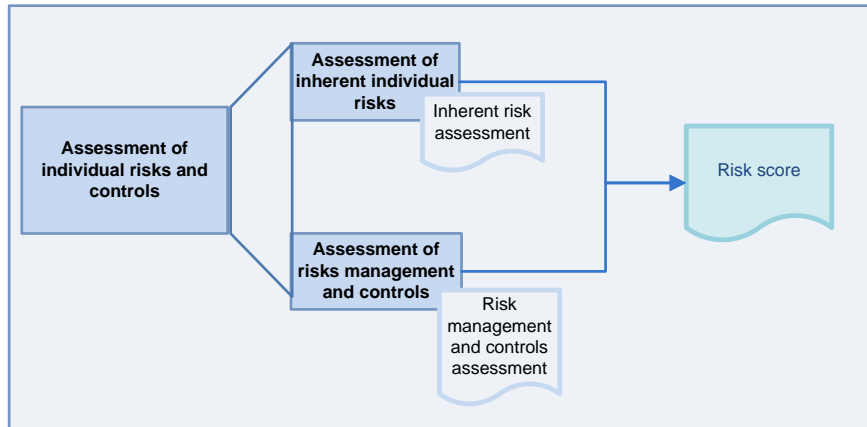 Assessment of
inherent individual
risks
Inherent risk
assessment
Assessment of
individual risks and
controls
Risk score
Assessment of
risks management
and controls
Risk
management
and controls
assessment